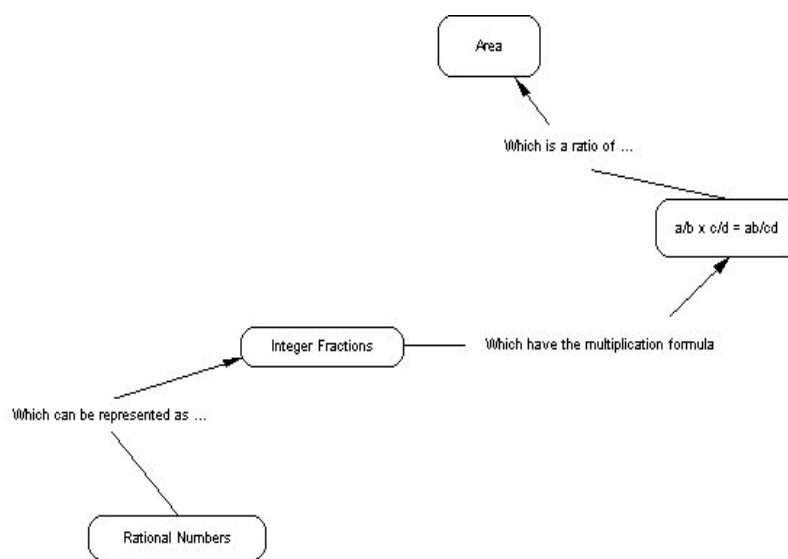 Area
Which is a ratio of ...
a/b x c/d = ab/cd
Integer Fractions
Which have the multiplication formula
Which can be represented as ...
Rational Numbers